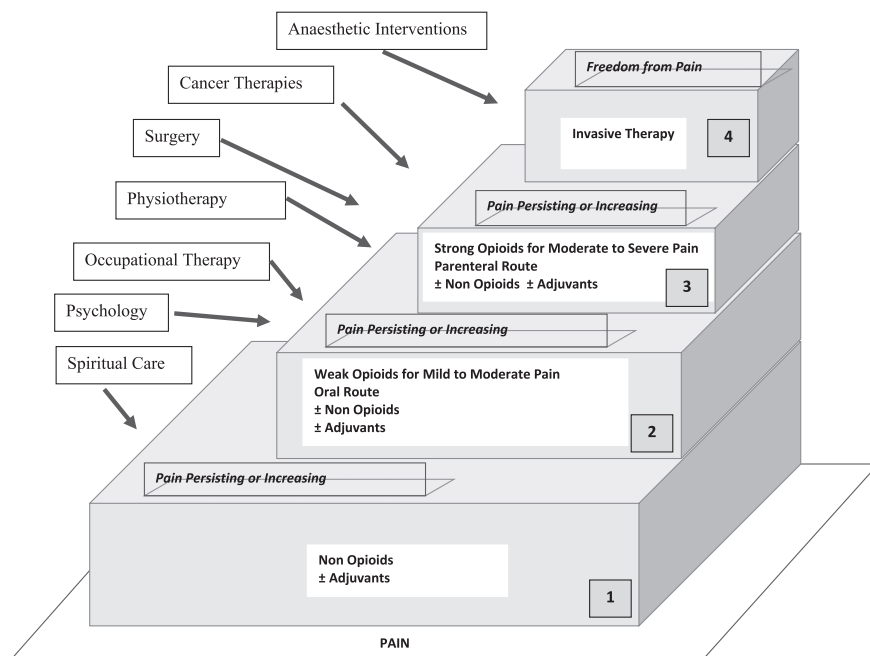 Anaesthetic Interventions
Cancer Therapies
Surgery
Physiotherapy
Occupational Therapy
Psychology
Spiritual Care
Freedom from Pain
Invasive Therapy
4
Pain Persisting or Increasing
Strong Opioids for Moderate to Severe Pain
Parenteral Route
± Non Opioids ± Adjuvants
3
Pain Persisting or Increasing
Weak Opioids for Mild to Moderate Pain
Oral Route
± Non Opioids
± Adjuvants
2
Pain Persisting or Increasing
Non Opioids
± Adjuvants
1
PAIN